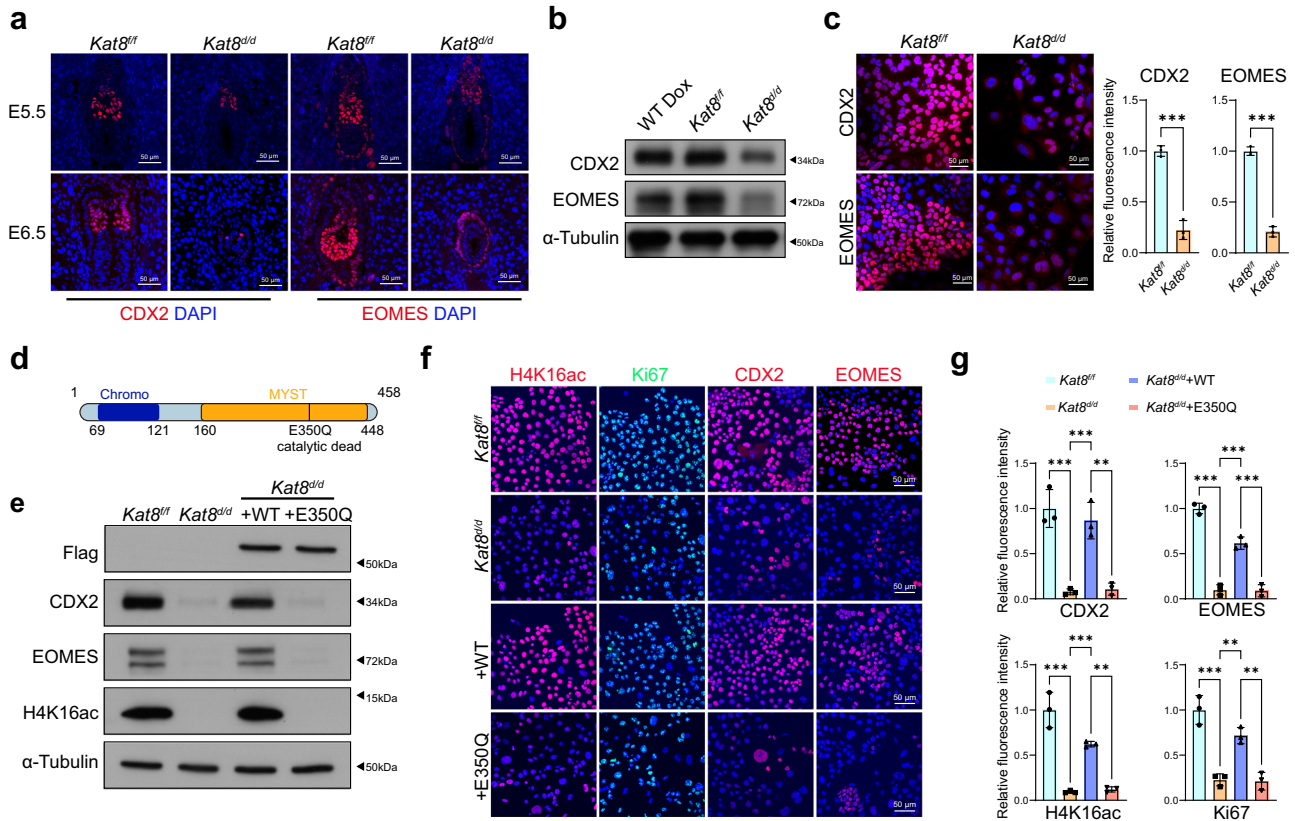 a
Kat8f/f Kat8d/d Kat8f/f Kat8d/d
E5.5
50 μm 50 μm 50 μm 50 μm
E6.5
50 μm 50 μm 50 μm 50 μm
CDX2 DAPI EOMES DAPI
b
WT Dox Kat8f/f Kat8d/d
CDX2 34kDa
EOMES 72kDa
α-Tubulin 50kDa
c
Kat8f/f Kat8d/d
CDX2
50 μm 50 μm
EOMES
50 μm 50 μm
CDX2 EOMES
Relative fluorescence intensity
1.5 1.5
*** ***
1.0 1.0
0.5 0.5
0.0 0.0
Kat8f/f Kat8d/d Kat8f/f Kat8d/d
d
1 Chromo MYST 458
69 121 160 E350Q 448
catalytic dead
e
Kat8d/d
Kat8f/f Kat8d/d +WT +E350Q
Flag 50kDa
CDX2 34kDa
EOMES 72kDa
H4K16ac 15kDa
α-Tubulin 50kDa
f
H4K16ac Ki67 CDX2 EOMES
Kat8f/f
50 μm
Kat8d/d
50 μm
+WT
50 μm
+E350Q
50 μm
g
Kat8f/f Kat8d/d+WT
Kat8d/d Kat8d/d+E350Q
Relative fluorescence intensity
1.5
1.0
0.5
0.0
*** *** **
CDX2
1.5
1.0
0.5
0.0
*** *** ***
EOMES
Relative fluorescence intensity
1.5
1.0
0.5
0.0
*** *** **
H4K16ac
1.5
1.0
0.5
0.0
*** ** **
Ki67